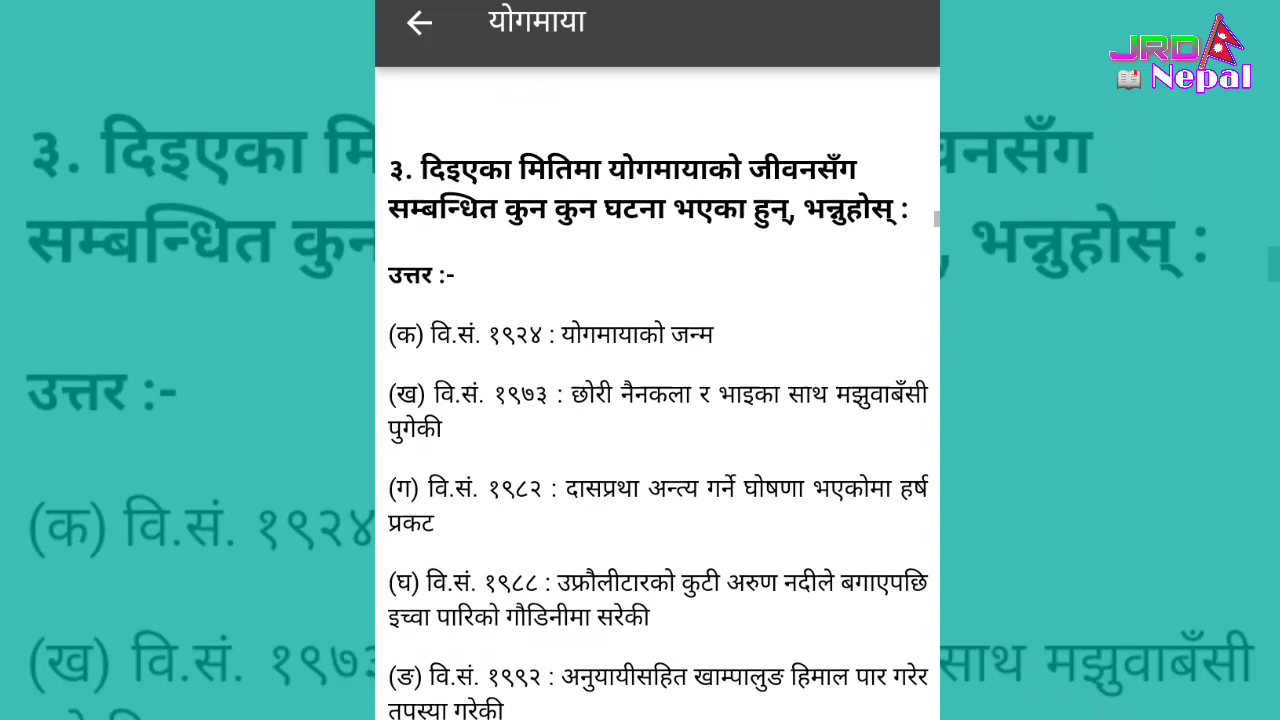 योगमाया
JRD
Nepal
३. दिइएका मितिमा योगमायाको जीवनसँग
सम्बन्धित कुन कुन घटना भएका हुन्, भन्नुहोस् :
उत्तर :-
(क) वि.सं. १९२४ : योगमायाको जन्म
(ख) वि.सं. १९७३ : छोरी नैनकला र भाइका साथ मझुवाबँसी
पुगेकी
(ग) वि.सं. १९८२ : दासप्रथा अन्त्य गर्ने घोषणा भएकोमा हर्ष
प्रकट
(घ) वि.सं. १९८८ : उफ्रौलीटारको कुटी अरुण नदीले बगाएपछि
इच्वा पारिको गौडिनीमा सरेकी
(ङ) वि.सं. १९९२ : अनुयायीसहित खाम्पालुङ हिमाल पार गरेर
तपस्या गरेकी